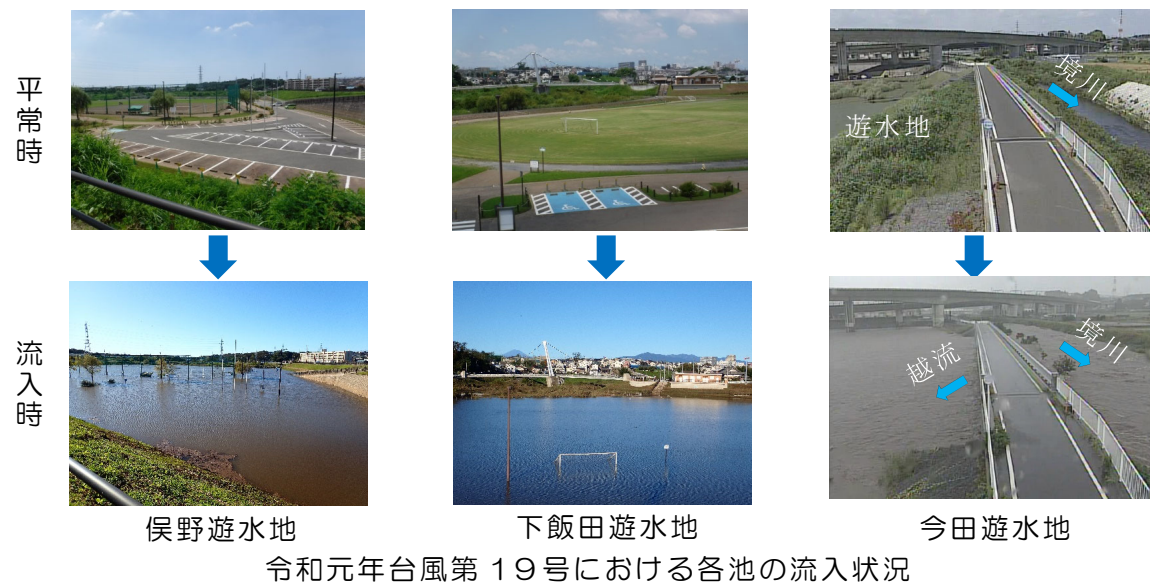 平常時
遊水地
境川
流入時
越流
境川
俣野遊水地
下飯田遊水地
今田遊水地
令和元年台風第19号における各池の流入状況